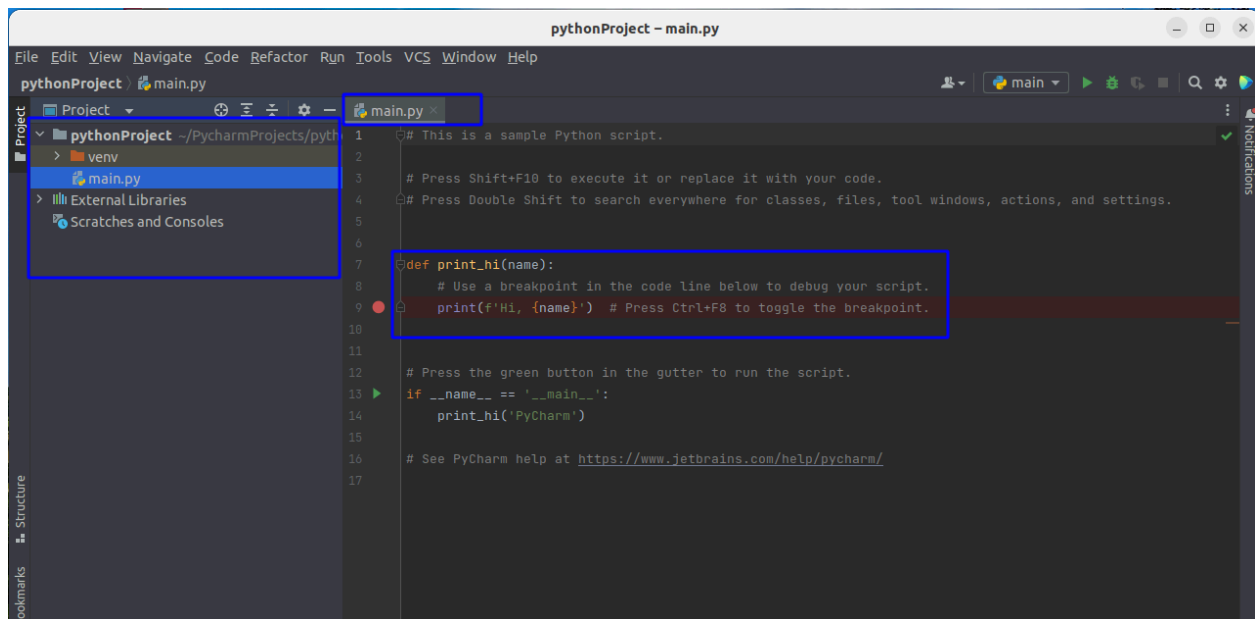 pythonProject – main.py
File Edit View Navigate Code Refactor Run Tools VCS Window Help
pythonProject main.py
main
Project
main.py
Project
pythonProject ~/PycharmProjects/pyth
venv
main.py
External Libraries
Scratches and Consoles
1 # This is a sample Python script.
2
3 # Press Shift+F10 to execute it or replace it with your code.
4 # Press Double Shift to search everywhere for classes, files, tool windows, actions, and settings.
5
6
7 def print_hi(name):
8 # Use a breakpoint in the code line below to debug your script.
9 print(f'Hi, {name}') # Press Ctrl+F8 to toggle the breakpoint.
10
11
12 # Press the green button in the gutter to run the script.
13 if __name__ == '__main__':
14 print_hi('PyCharm')
15
16 # See PyCharm help at https://www.jetbrains.com/help/pycharm/
17
Notifications
Structure
ookmarks